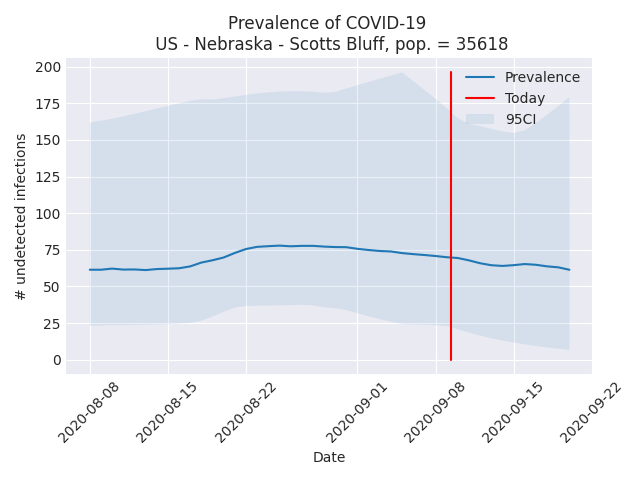 Prevalence of COVID-19
US - Nebraska - Scotts Bluff, pop. = 35618
# undetected infections
200
175
150
125
100
75
50
25
0
Prevalence
Today
95CI
2020-08-08
2020-08-15
2020-08-22
2020-09-01
2020-09-08
2020-09-15
2020-09-22
Date